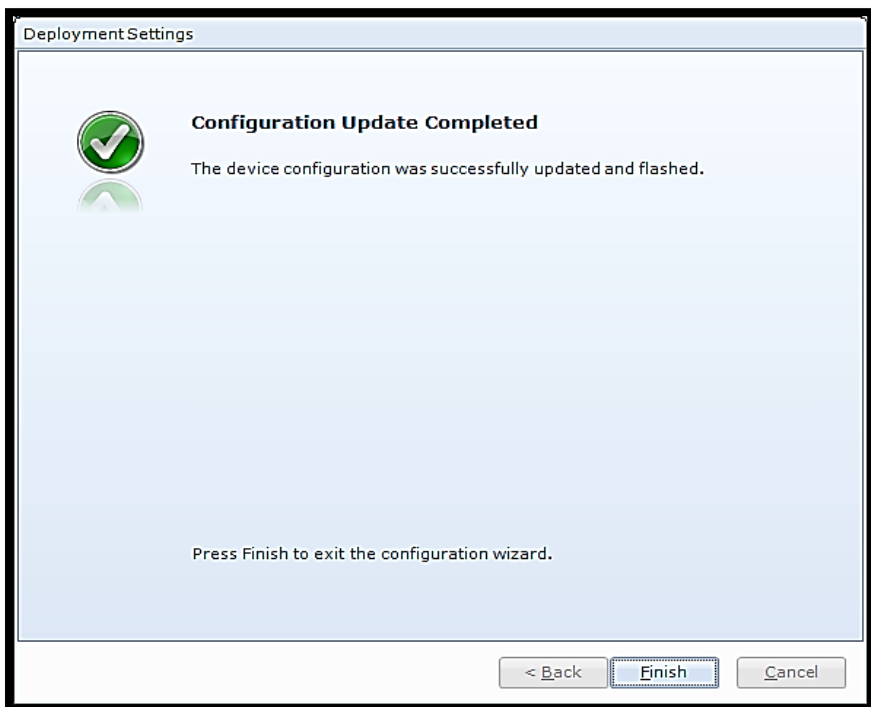 Deployment Settings
Configuration Update Completed
The device configuration was successfully updated and flashed.
Press Finish to exit the configuration wizard.
< Back
Finish
Cancel